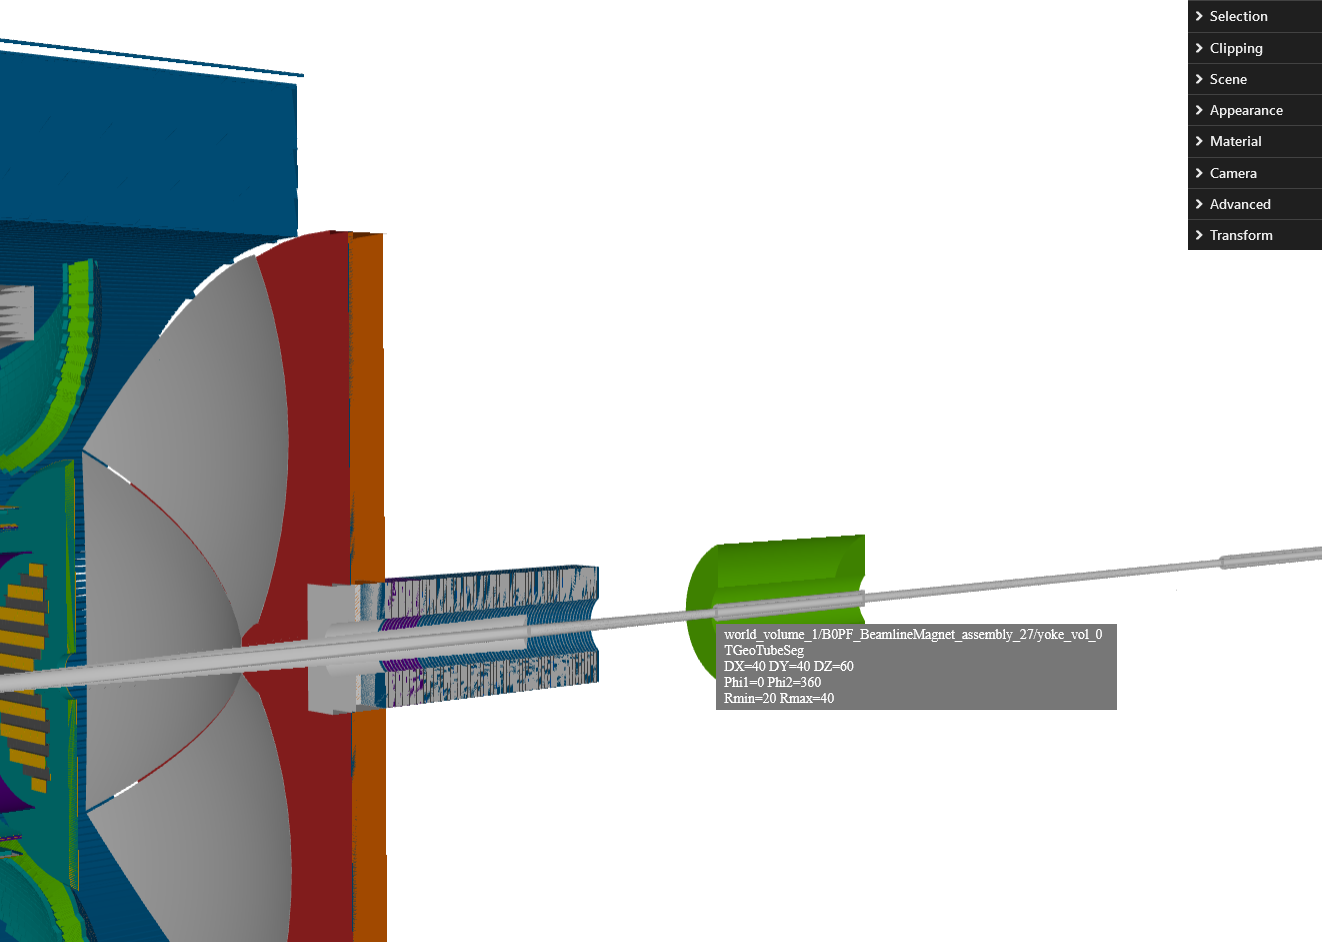 Selection
Clipping
Scene
Appearance
Material
Camera
Advanced
Transform
world_volume_1/B0PF_BeamlineMagnet_assembly_27/yoke_vol_0
TGeoTubeSeg
DX=40 DY=40 DZ=60
Phi1=0 Phi2=360
Rmin=20 Rmax=40